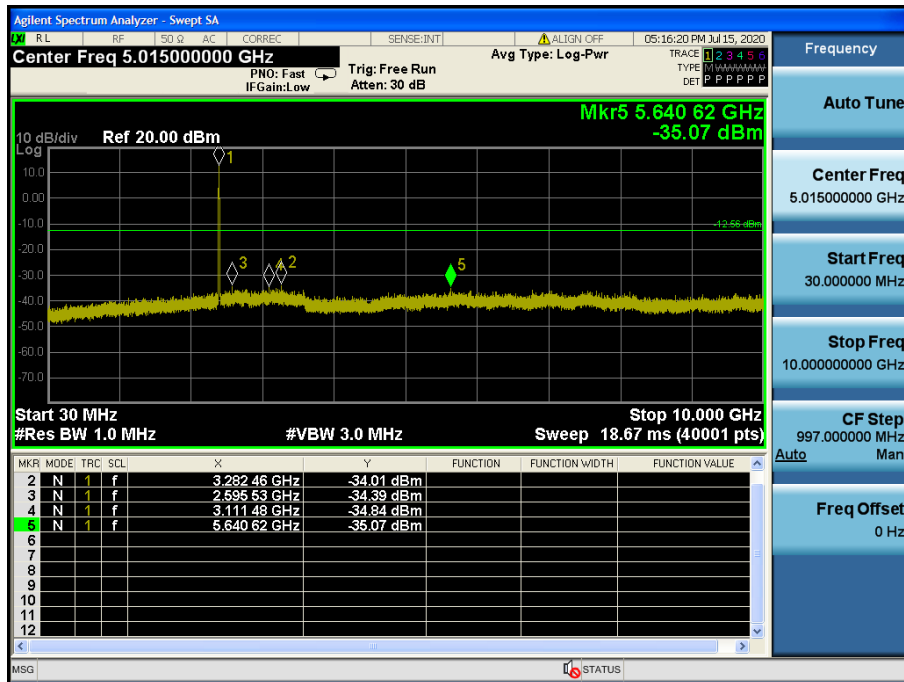 Agilent Spectrum Analyzer - Swept SA
LXI RL RF 50 Ω AC CORREC SENSE:INT ALIGN OFF 05:16:20 PM Jul 15, 2020
Center Freq 5.015000000 GHz
PNO: Fast
IFGain:Low
Trig: Free Run
Atten: 30 dB
Avg Type: Log-Pwr
TRACE 1 2 3 4 5 6
TYPE M WWWWW
DET P P P P P P
Mkr5 5.640 62 GHz
-35.07 dBm
10 dB/div Ref 20.00 dBm
Log
1
10.0
0.00
-10.0
-12.56 dBm
-20.0
3 4 2 5
-30.0
-40.0
-50.0
-60.0
-70.0
Start 30 MHz Stop 10.000 GHz
#Res BW 1.0 MHz #VBW 3.0 MHz Sweep 18.67 ms (40001 pts)
MKR MODE TRC SCL X Y FUNCTION FUNCTION WIDTH FUNCTION VALUE
2 N 1 f 3.282 46 GHz -34.01 dBm
3 N 1 f 2.595 53 GHz -34.39 dBm
4 N 1 f 3.111 48 GHz -34.84 dBm
5 N 1 f 5.640 62 GHz -35.07 dBm
6
7
8
9
10
11
12
MSG STATUS
Frequency
Auto Tune
Center Freq
5.015000000 GHz
Start Freq
30.000000 MHz
Stop Freq
10.000000000 GHz
CF Step
997.000000 MHz
Auto Man
Freq Offset
0 Hz